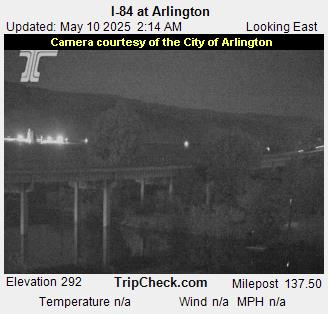 I-84 at Arlington
Updated: May 10 2025 2:14 AM Looking East
Camera courtesy of the City of Arlington
Elevation 292 TripCheck.com Milepost 137.50
Temperature n/a Wind n/a MPH n/a